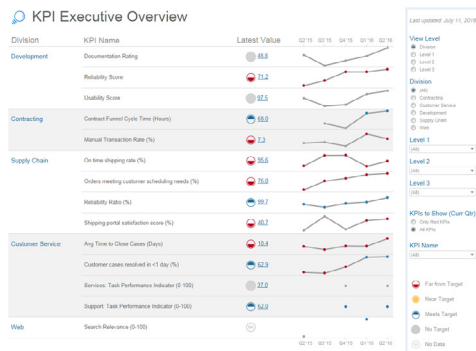 KPI Executive Overview
Last updated: July 11, 2016
Division KPI Name Latest Value Q2'15 Q3'15 Q4'15 Q1'16 Q2'16
Development Documentation Rating 48.8
Reliability Score 71.2
Usability Score 97.5
Contracting Contract Funnel Cycle Time (Hours) 68.0
Manual Transaction Rate (%) 7.3
Supply Chain On time shipping rate (%) 95.6
Orders meeting customer scheduling needs (%) 76.0
Reliability Ratio (%) 99.7
Shipping portal satisfaction score (%) 40.7
Customer Service Avg Time to Close Cases (Days) 10.4
Customer cases resolved in <1 day (%) 62.9
Services: Task Performance Indicator (0-100) 37.0
Support: Task Performance Indicator (0-100) 62.0
Web Search Relevance (0-100)
Q2'15 Q3'15 Q4'15 Q1'16 Q2'16
View Level
Division
Level 1
Level 2
Level 3
Division
(All)
Contracting
Customer Service
Development
Supply Chain
Web
Level 1
(All)
Level 2
(All)
Level 3
(All)
KPIs to Show (Curr Qtr)
Only Red KPIs
All KPIs
KPI Name
(All)
Far from Target
Near Target
Meets Target
No Target
No Data